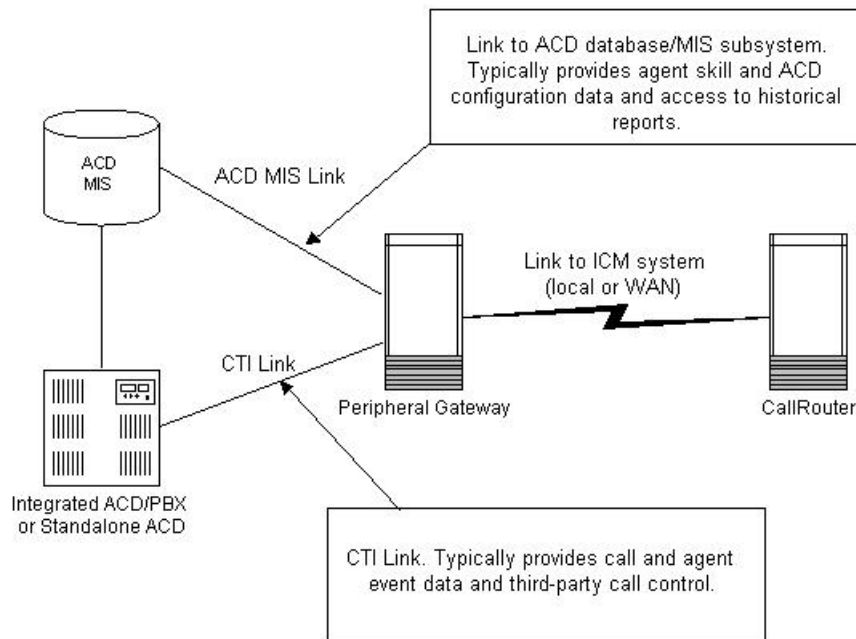 Link to ACD database/MIS subsystem.
Typically provides agent skill and ACD
configuration data and access to historical
reports.
ACD
MIS
ACD MIS Link
Link to ICM system
(local or WAN)
CTI Link
Peripheral Gateway
CallRouter
Integrated ACD/PBX
or Standalone ACD
CTI Link. Typically provides call and agent
event data and third-party call control.